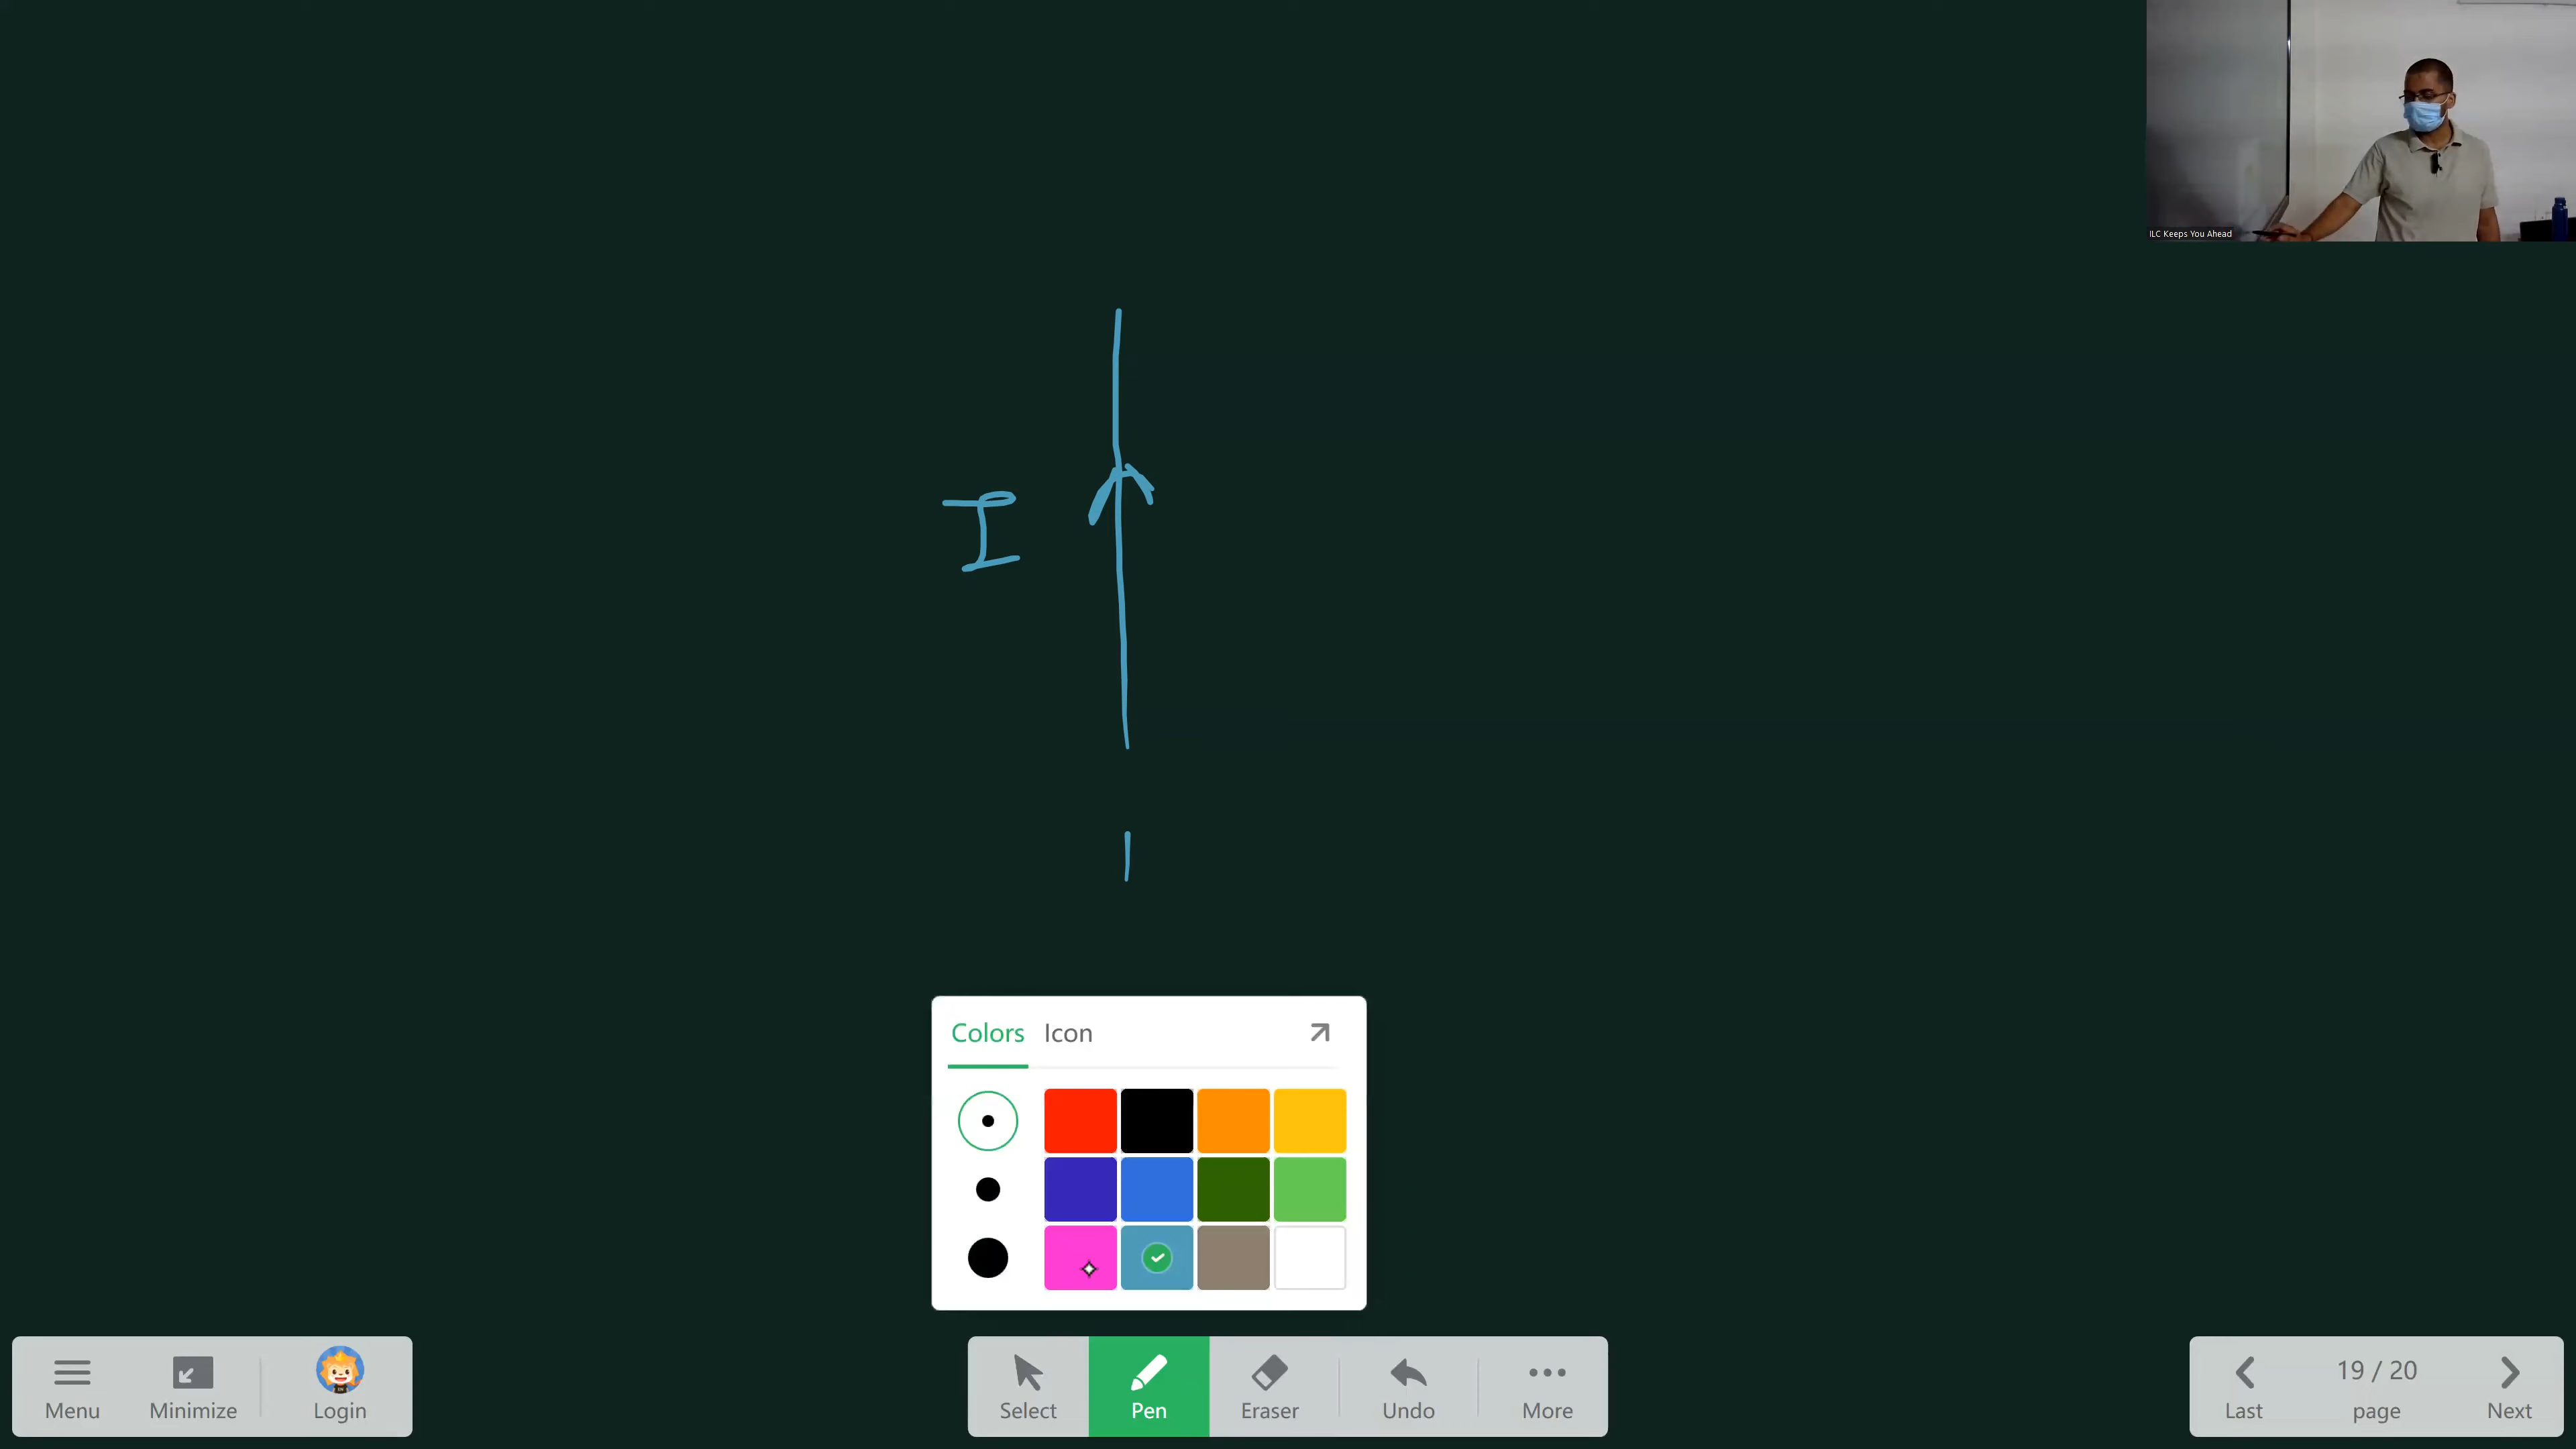 ILC Keeps You Ahead
I
Colors Icon
Menu Minimize Login
Select Pen Eraser Undo More
Last 19 / 20 page Next